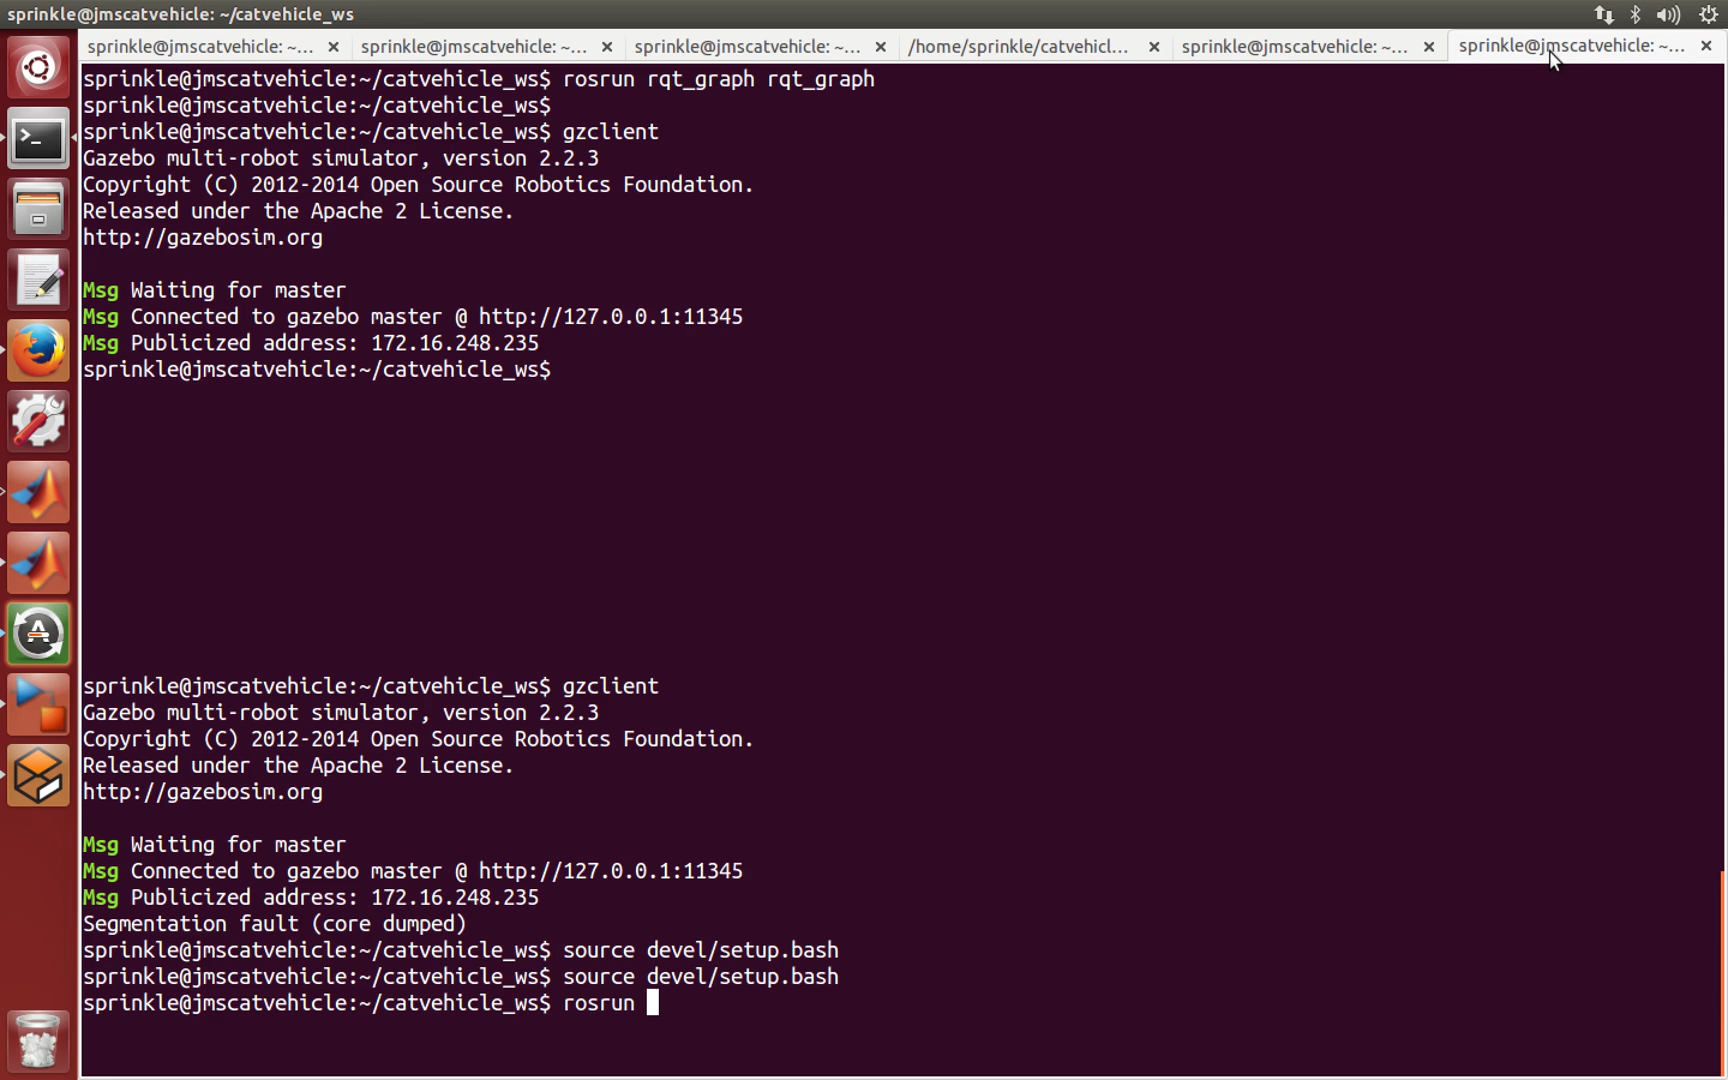 sprinkle@jmscatvehicle: ~/catvehicle_ws
sprinkle@jmscatvehicle: ~... sprinkle@jmscatvehicle: ~... sprinkle@jmscatvehicle: ~... /home/sprinkle/catvehicl... sprinkle@jmscatvehicle: ~... sprinkle@jmscatvehicle: ~...
sprinkle@jmscatvehicle:~/catvehicle_ws$ rosrun rqt_graph rqt_graph
sprinkle@jmscatvehicle:~/catvehicle_ws$
sprinkle@jmscatvehicle:~/catvehicle_ws$ gzclient
Gazebo multi-robot simulator, version 2.2.3
Copyright (C) 2012-2014 Open Source Robotics Foundation.
Released under the Apache 2 License.
http://gazebosim.org
Msg Waiting for master
Msg Connected to gazebo master @ http://127.0.0.1:11345
Msg Publicized address: 172.16.248.235
sprinkle@jmscatvehicle:~/catvehicle_ws$
sprinkle@jmscatvehicle:~/catvehicle_ws$ gzclient
Gazebo multi-robot simulator, version 2.2.3
Copyright (C) 2012-2014 Open Source Robotics Foundation.
Released under the Apache 2 License.
http://gazebosim.org
Msg Waiting for master
Msg Connected to gazebo master @ http://127.0.0.1:11345
Msg Publicized address: 172.16.248.235
Segmentation fault (core dumped)
sprinkle@jmscatvehicle:~/catvehicle_ws$ source devel/setup.bash
sprinkle@jmscatvehicle:~/catvehicle_ws$ source devel/setup.bash
sprinkle@jmscatvehicle:~/catvehicle_ws$ rosrun